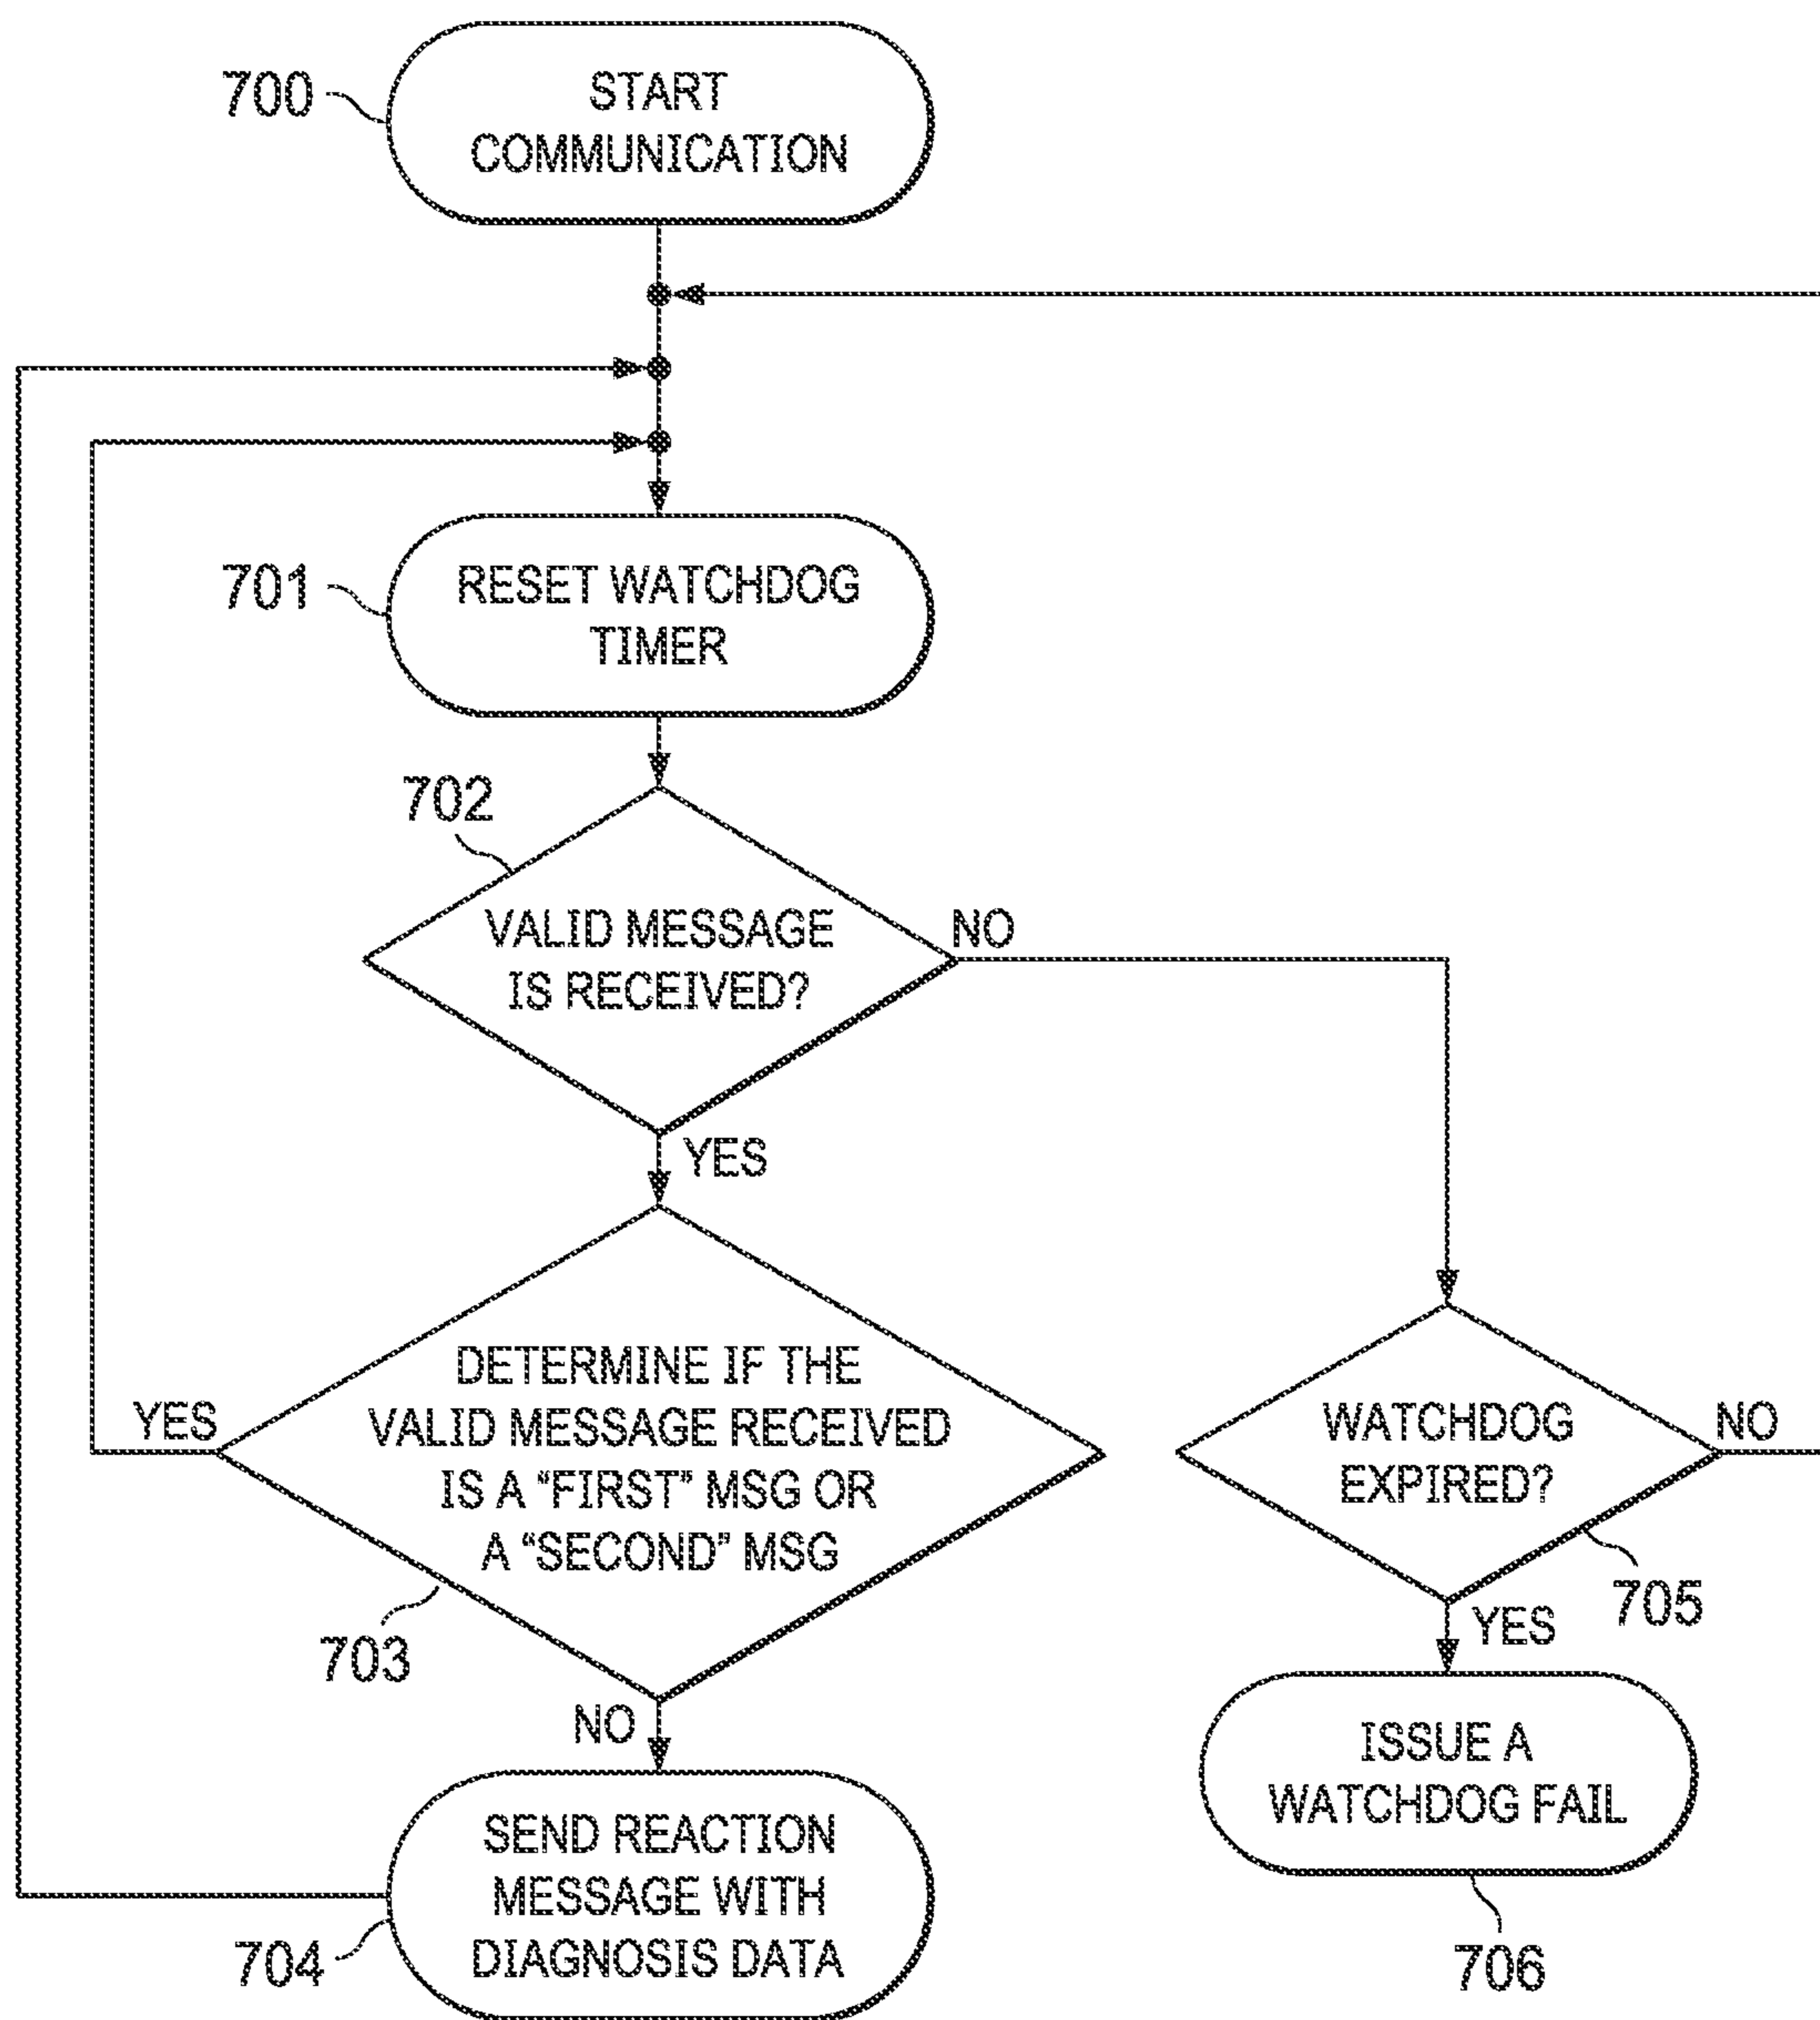 700
START
COMMUNICATION
701
RESET WATCHDOG
TIMER
702
VALID MESSAGE
IS RECEIVED?
NO
YES
DETERMINE IF THE
VALID MESSAGE RECEIVED
IS A “FIRST” MSG OR
A “SECOND” MSG
YES
703
NO
WATCHDOG
EXPIRED?
NO
705
YES
ISSUE A
WATCHDOG FAIL
706
SEND REACTION
MESSAGE WITH
DIAGNOSIS DATA
704